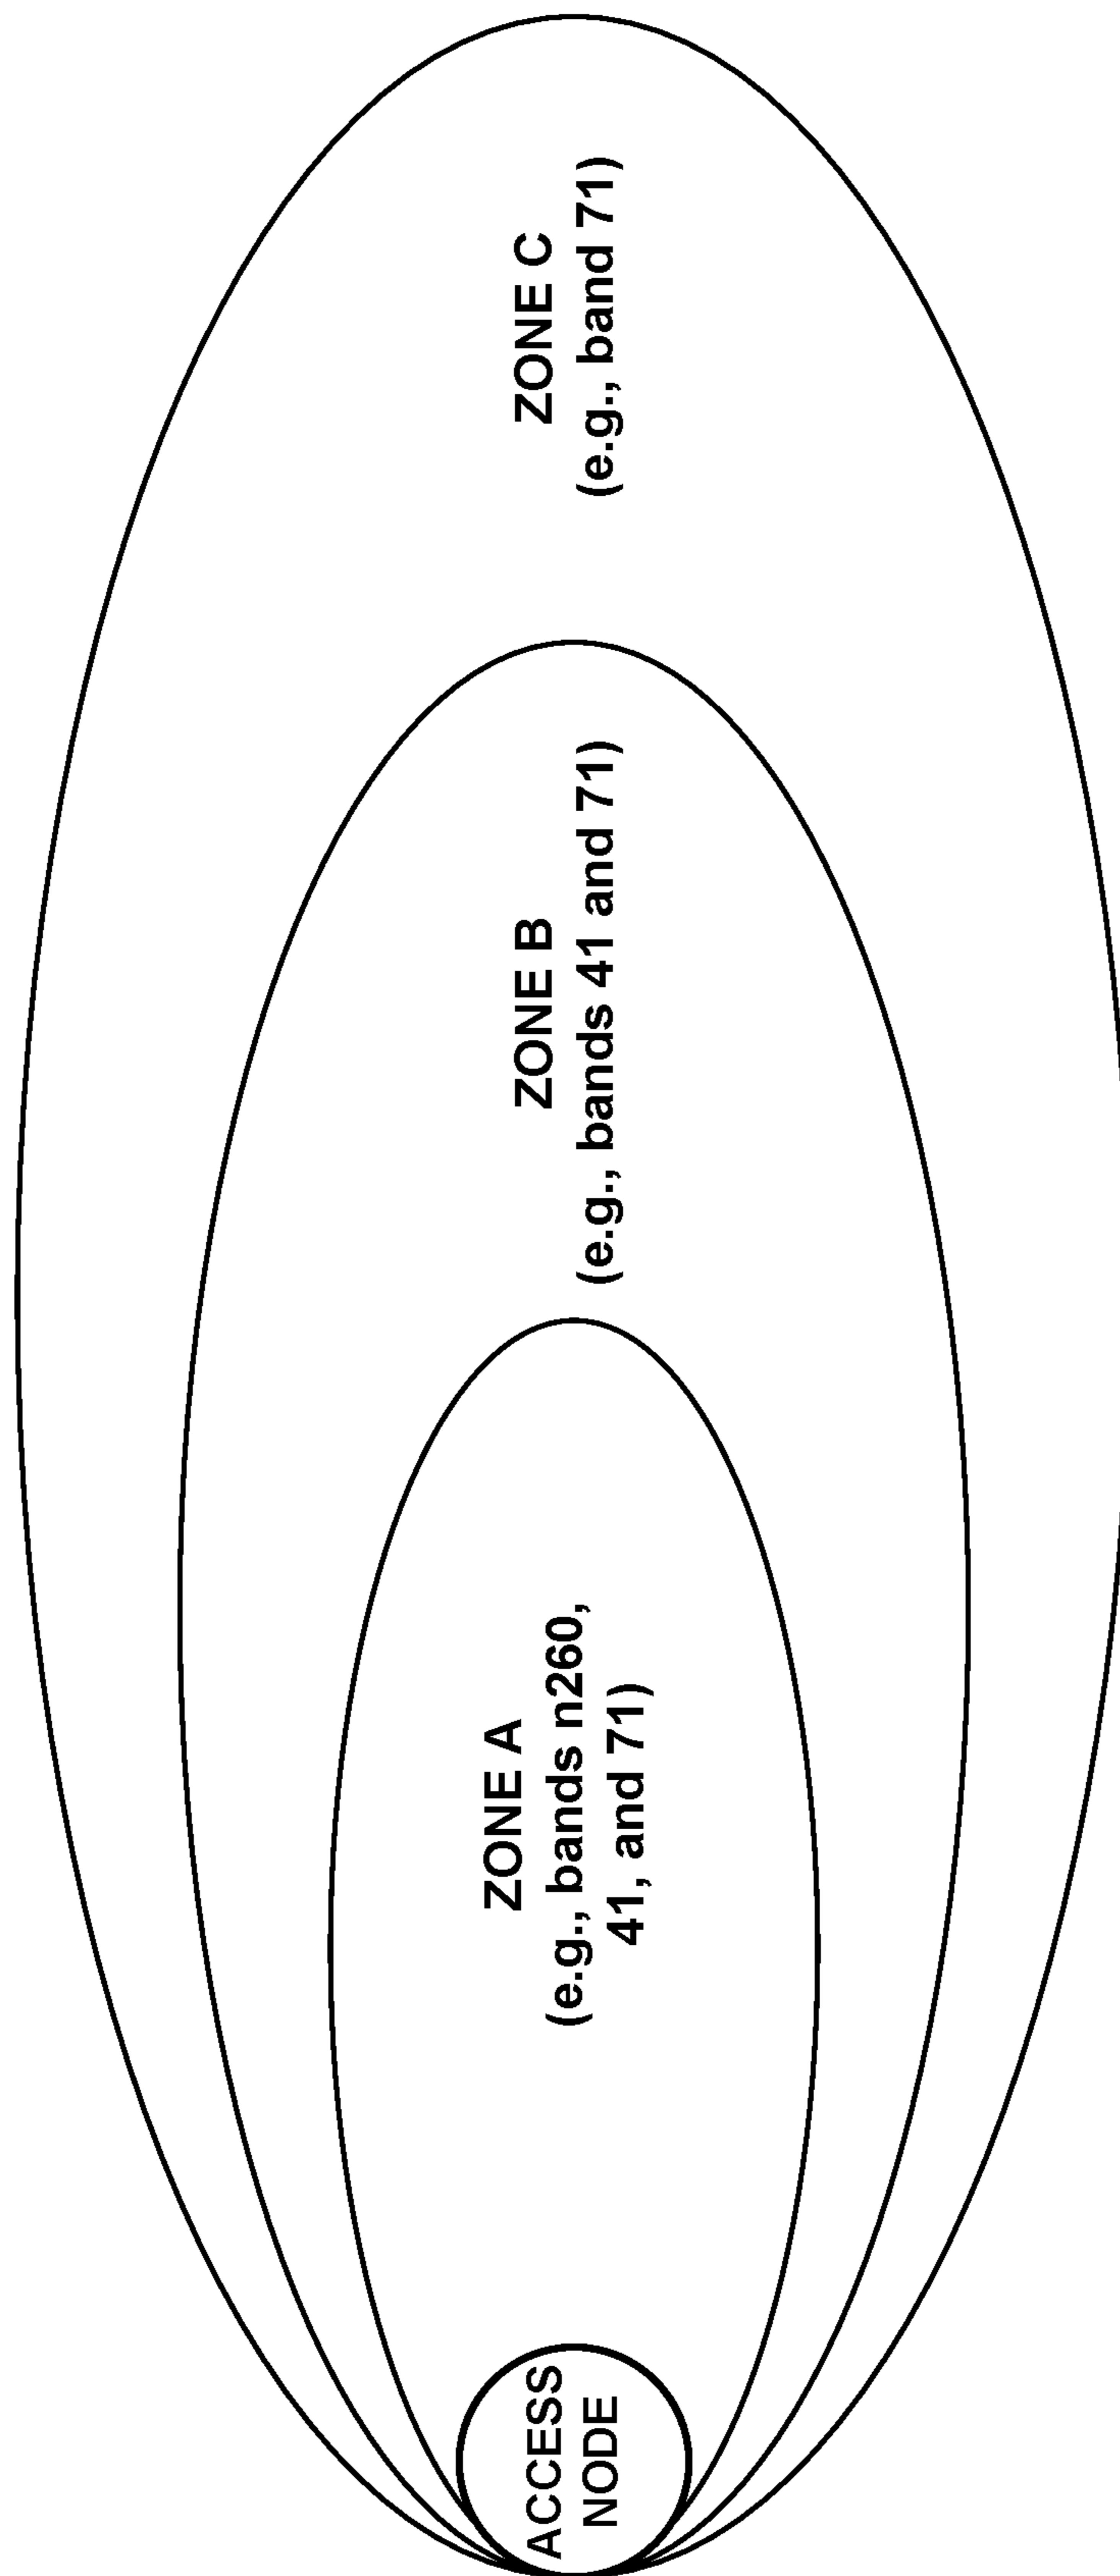 ACCESS
NODE
ZONE A
(e.g., bands n260,
41, and 71)
ZONE B
(e.g., bands 41 and 71)
ZONE C
(e.g., band 71)